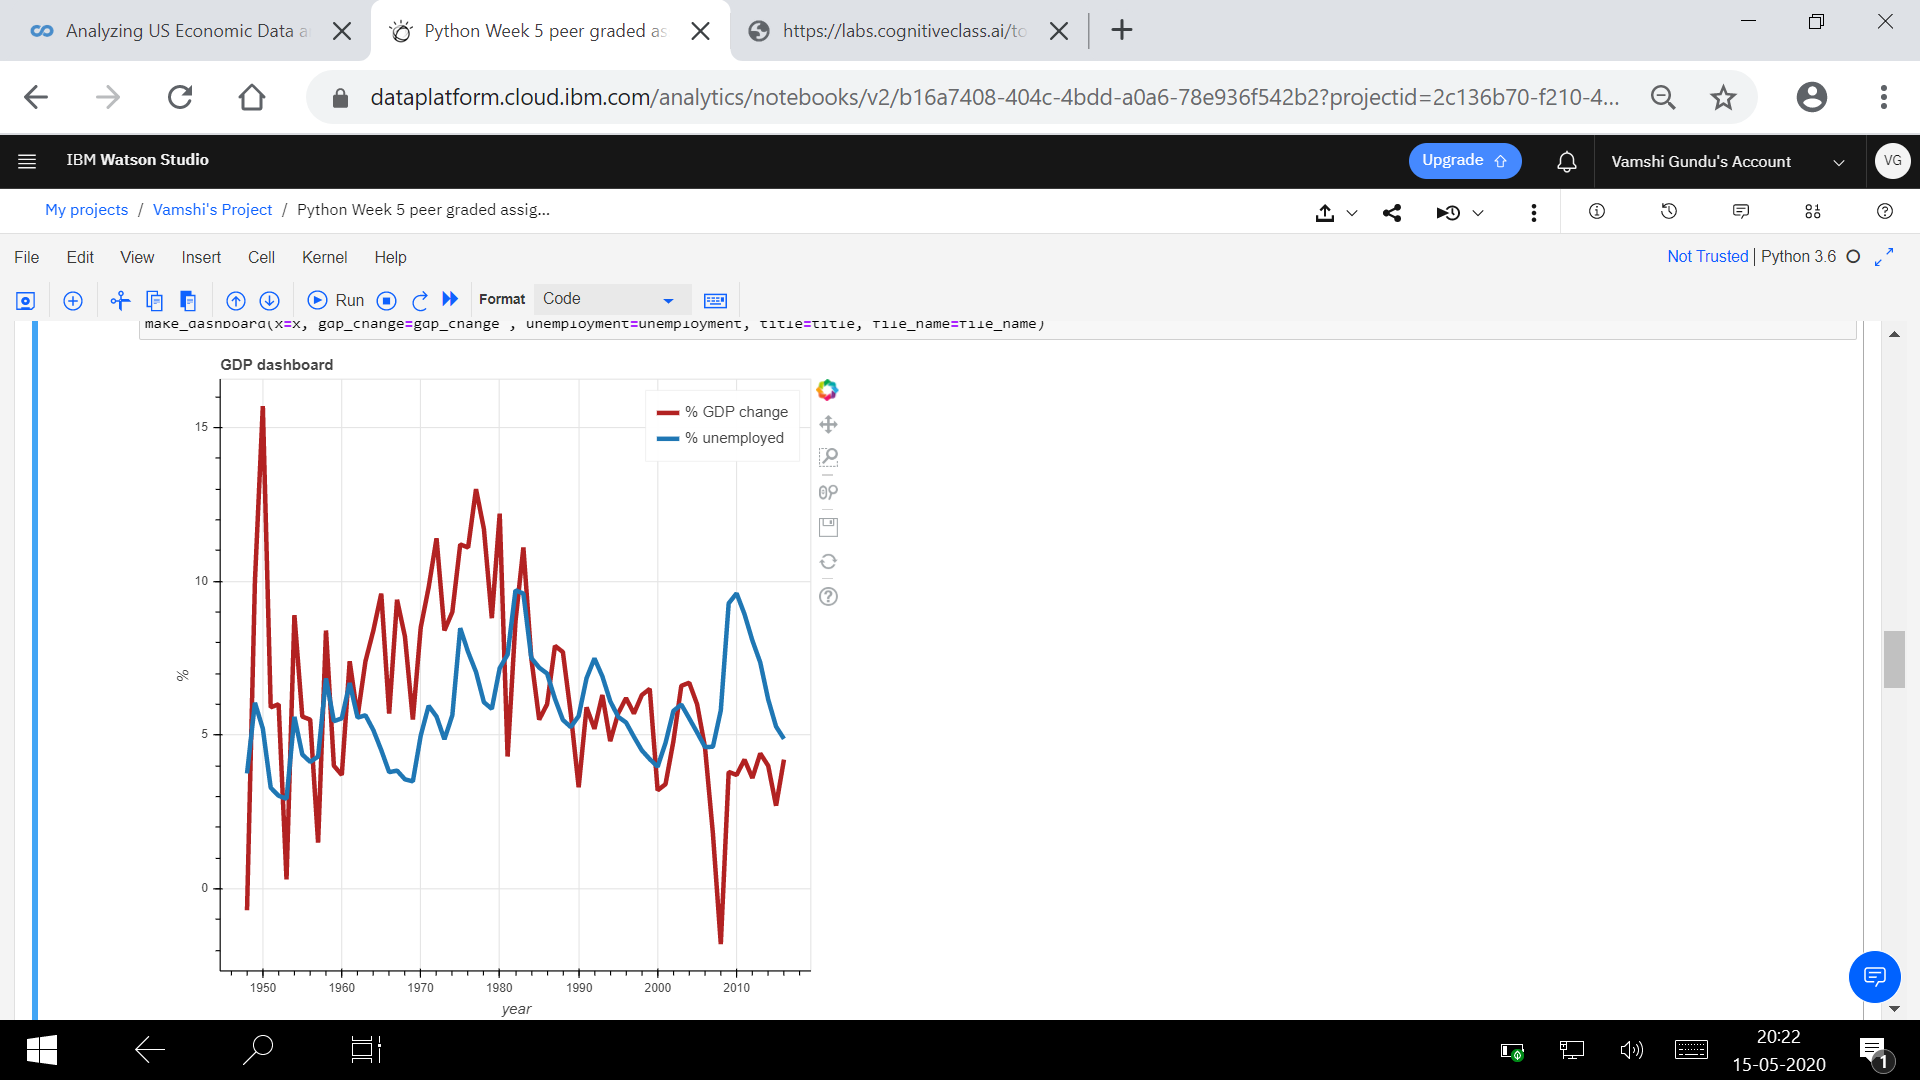 Analyzing US Economic Data a
Python Week 5 peer graded as
https://labs.cognitiveclass.ai/to
dataplatform.cloud.ibm.com/analytics/notebooks/v2/b16a7408-404c-4bdd-a0a6-78e936f542b2?projectid=2c136b70-f210-4...
IBM Watson Studio
Upgrade
Vamshi Gundu's Account
VG
My projects / Vamshi's Project / Python Week 5 peer graded assig...
File Edit View Insert Cell Kernel Help
Not Trusted | Python 3.6
Run
Format
Code
make_dashboard(x=x, gdp_change=gdp_change , unemployment=unemployment, title=title, file_name=file_name)
GDP dashboard
% GDP change
% unemployed
15
10
5
0
%
1950 1960 1970 1980 1990 2000 2010
year
20:22
15-05-2020
1